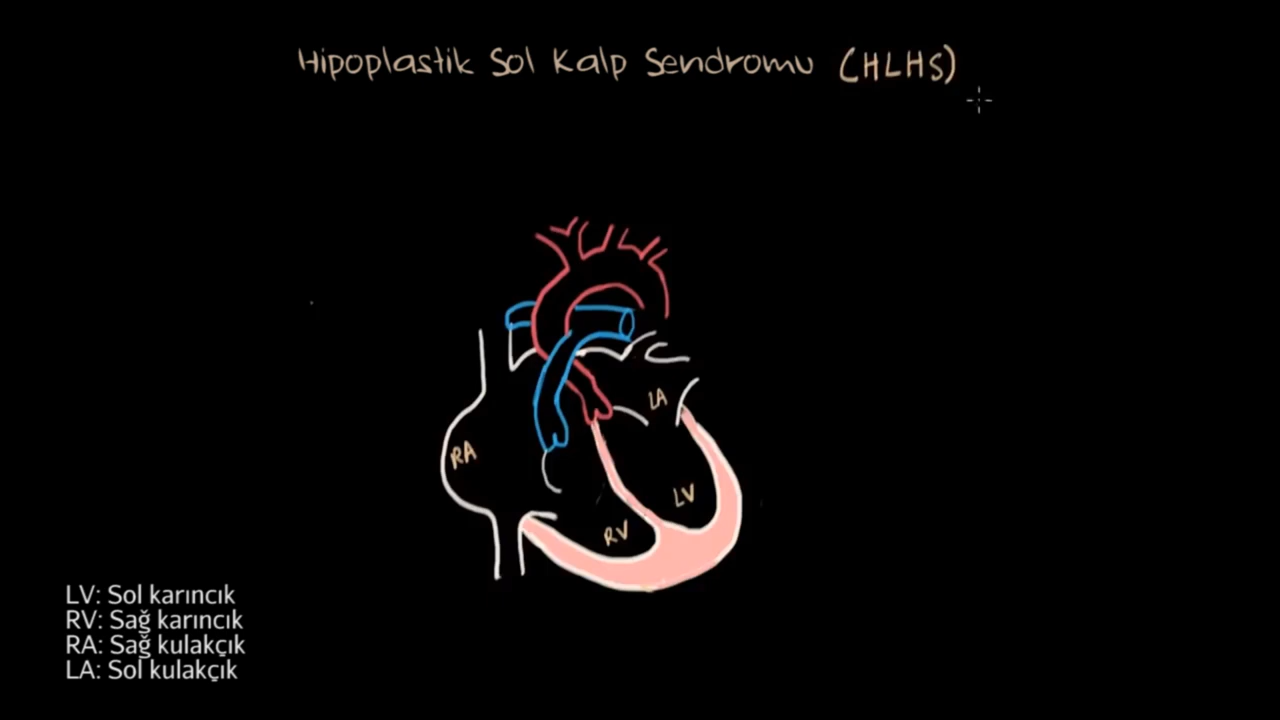 Hipoplastik Sol Kalp Sendromu (HLHS)
LA
RA
LV
RV
LV: Sol karıncık
RV: Sağ karıncık
RA: Sağ kulakçık
LA: Sol kulakçık